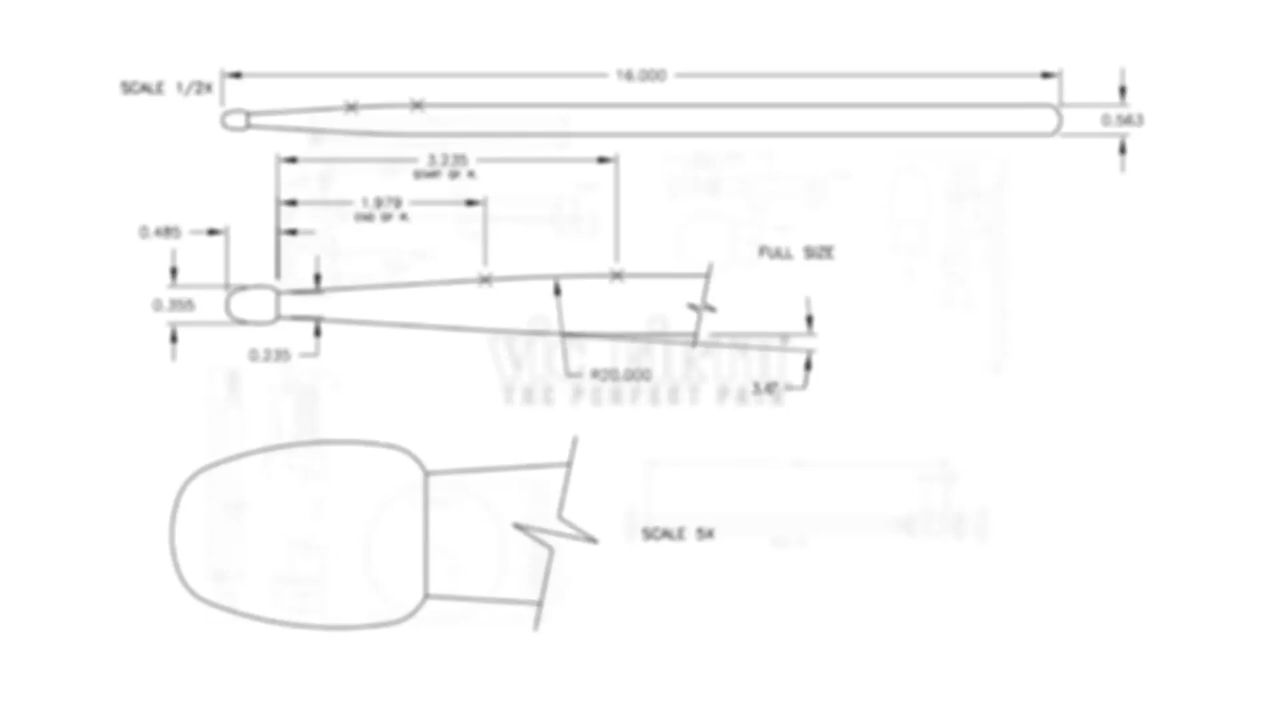 16.000
SCALE 1/2X
0.563
3.235
START OF R.
1.979
END OF R.
0.485
FULL SIZE
0.355
0.235
R20.000
THE PERFECT PAIR
SCALE 5X